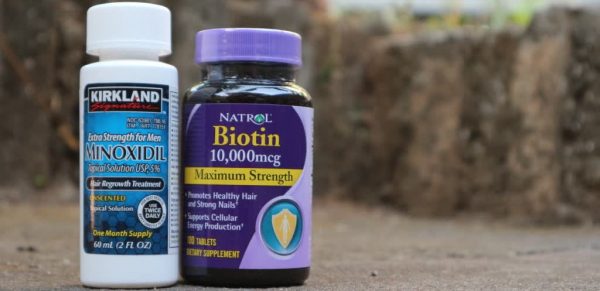 KIRKLAND
Signature
Extra Strength for Men
MINOXIDIL
Topical Solution USP, 5%
Hair Regrowth Treatment
UNSCENTED
Topical Solution
USE
TWICE
DAILY
One Month Supply
60 mL (2 FL OZ)
NATROL
Biotin
10,000mcg
Maximum Strength
• Promotes Healthy Hair
and Strong Nails◊
• Supports Cellular
Energy Production◊
100 TABLETS
DIETARY SUPPLEMENT